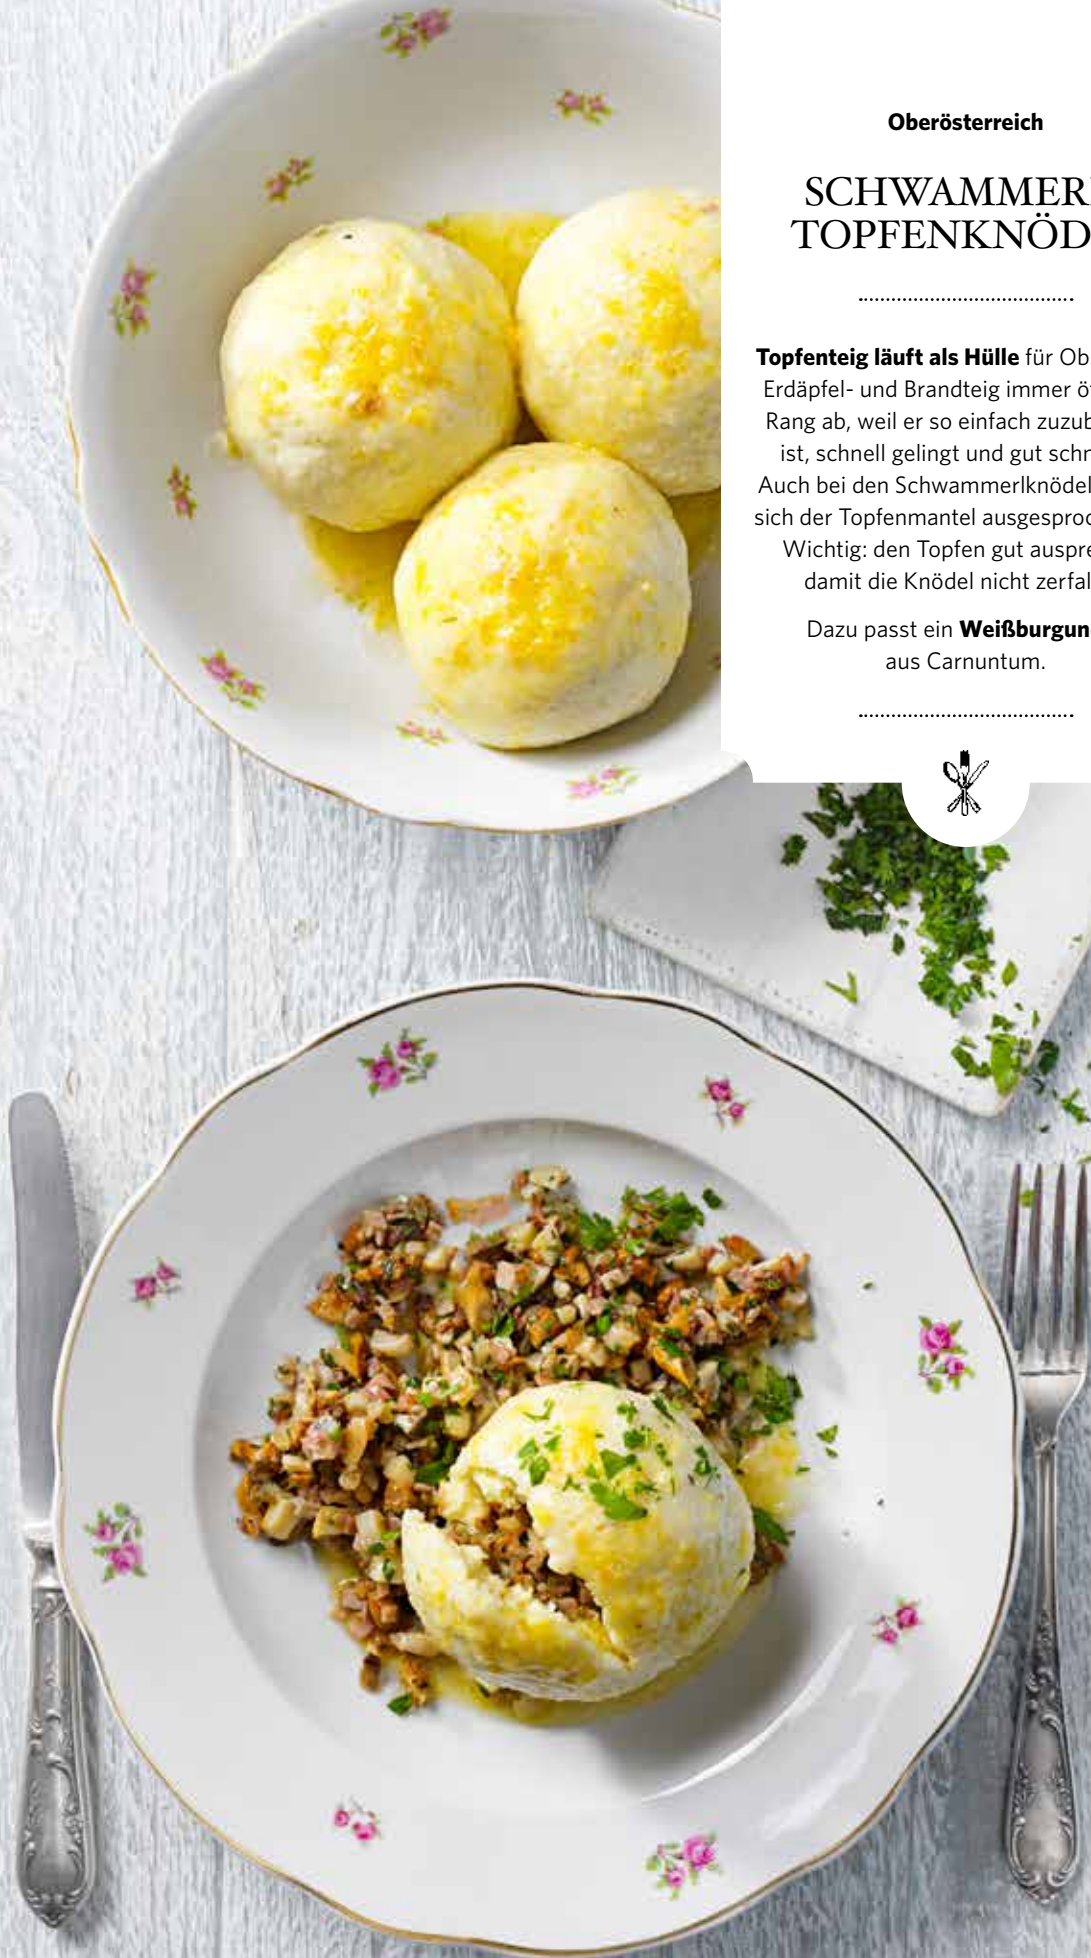 Oberösterreich
SCHWAMMER
TOPFENKNÖD
Topfenteig läuft als Hülle für Ob
Erdäpfel- und Brandteig immer ö
Rang ab, weil er so einfach zuzub
ist, schnell gelingt und gut schm
Auch bei den Schwammerlknödel
sich der Topfenmantel ausgesproc
Wichtig: den Topfen gut auspre
damit die Knödel nicht zerfal
Dazu passt ein Weißburgun
aus Carnuntum.